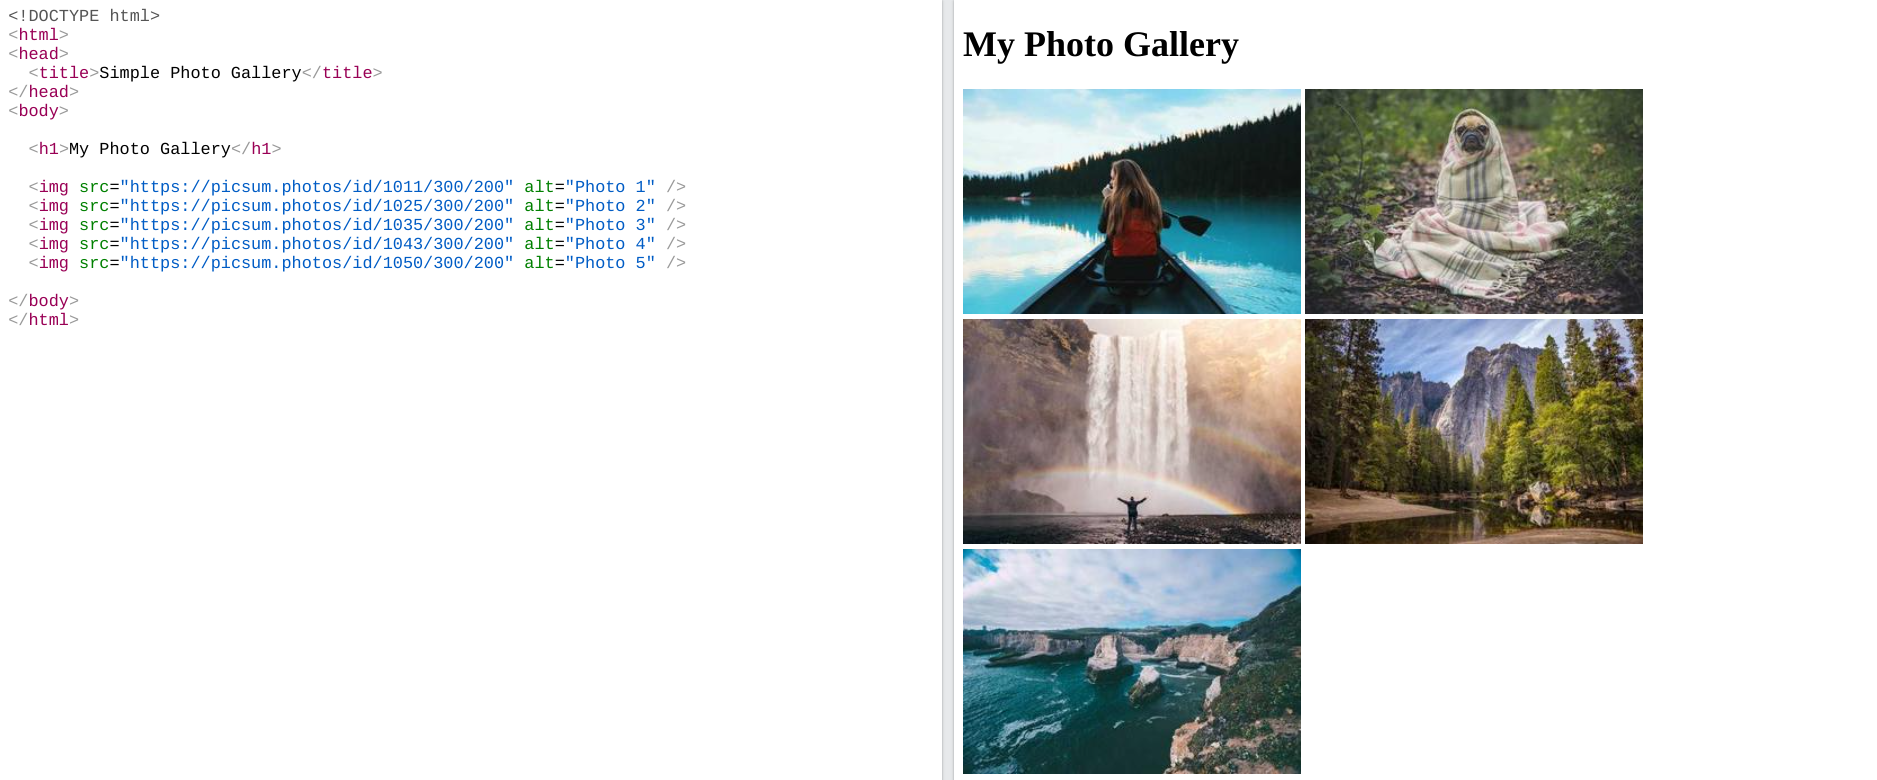 <!DOCTYPE html>
<html>
<head>
  <title>Simple Photo Gallery</title>
</head>
<body>

  <h1>My Photo Gallery</h1>

  <img src="https://picsum.photos/id/1011/300/200" alt="Photo 1" />
  <img src="https://picsum.photos/id/1025/300/200" alt="Photo 2" />
  <img src="https://picsum.photos/id/1035/300/200" alt="Photo 3" />
  <img src="https://picsum.photos/id/1043/300/200" alt="Photo 4" />
  <img src="https://picsum.photos/id/1050/300/200" alt="Photo 5" />

</body>
</html>
My Photo Gallery